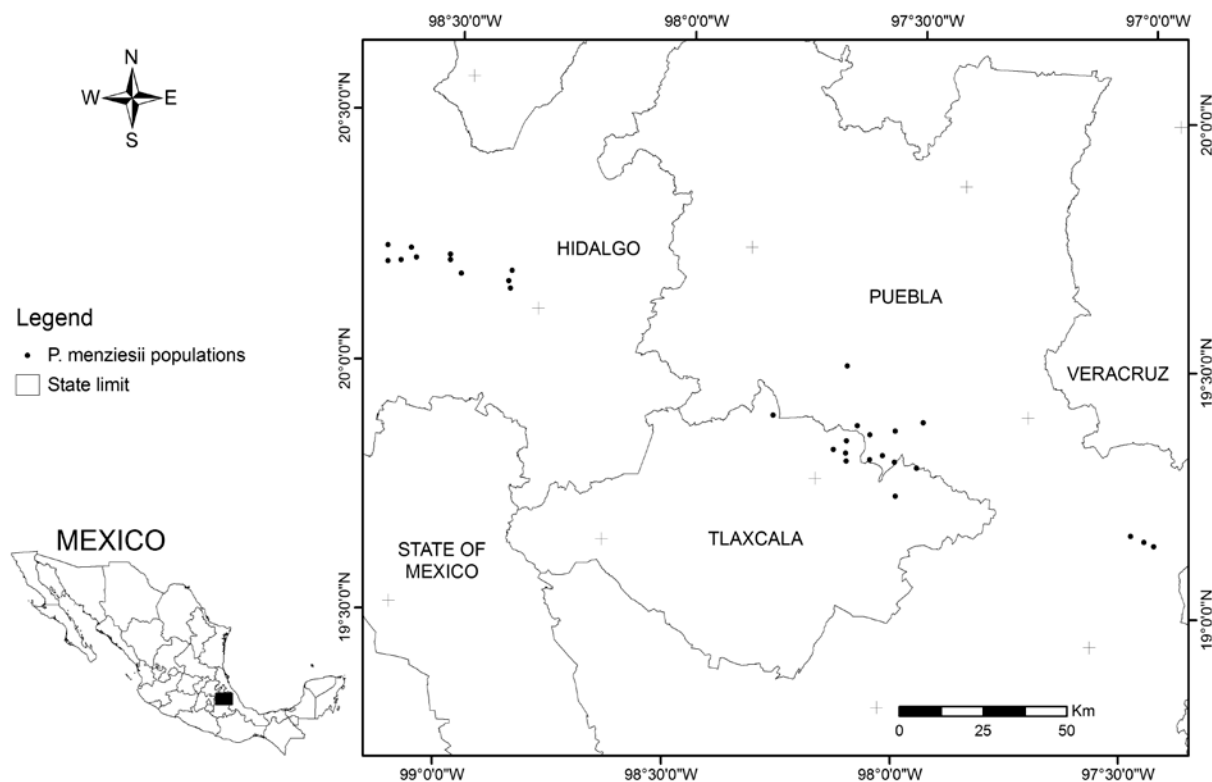 98°30'0"W 98°0'0"W 97°30'0"W 97°0'0"W
N
W E
S
20°30'0"N
20°0'0"N
HIDALGO
PUEBLA
Legend
P. menziesii populations
State limit
20°0'0"N
19°30'0"N
VERACRUZ
MEXICO
STATE OF
MEXICO
TLAXCALA
19°30'0"N
19°0'0"N
Km
0 25 50
99°0'0"W 98°30'0"W 98°0'0"W 97°30'0"W